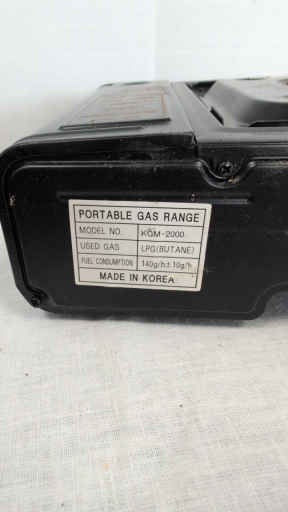 PORTABLE GAS RANGE
MODEL NO. KGM-2000
USED GAS LPG(BUTANE)
FUEL CONSUMPTION 140g/h±10g/h
MADE IN KOREA